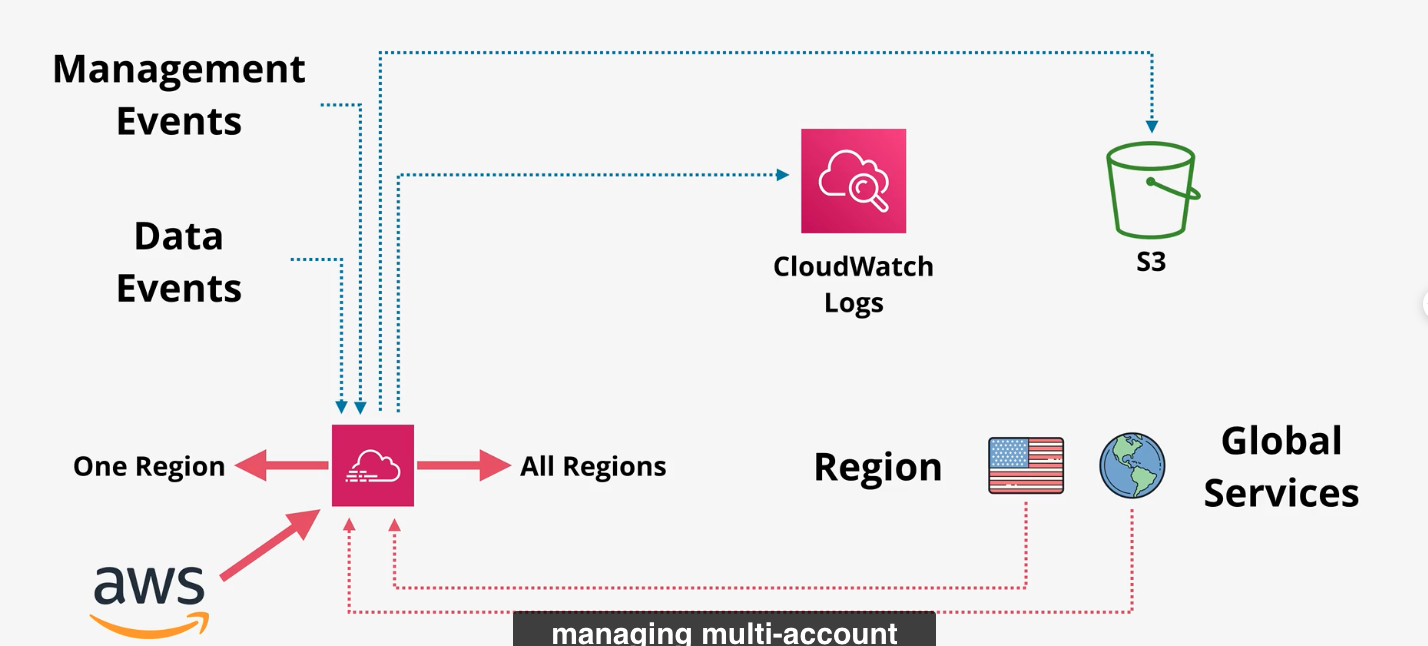 Management
Events
Data
Events
CloudWatch
Logs
S3
One Region
All Regions
Region
Global
Services
aws
managing multi-account